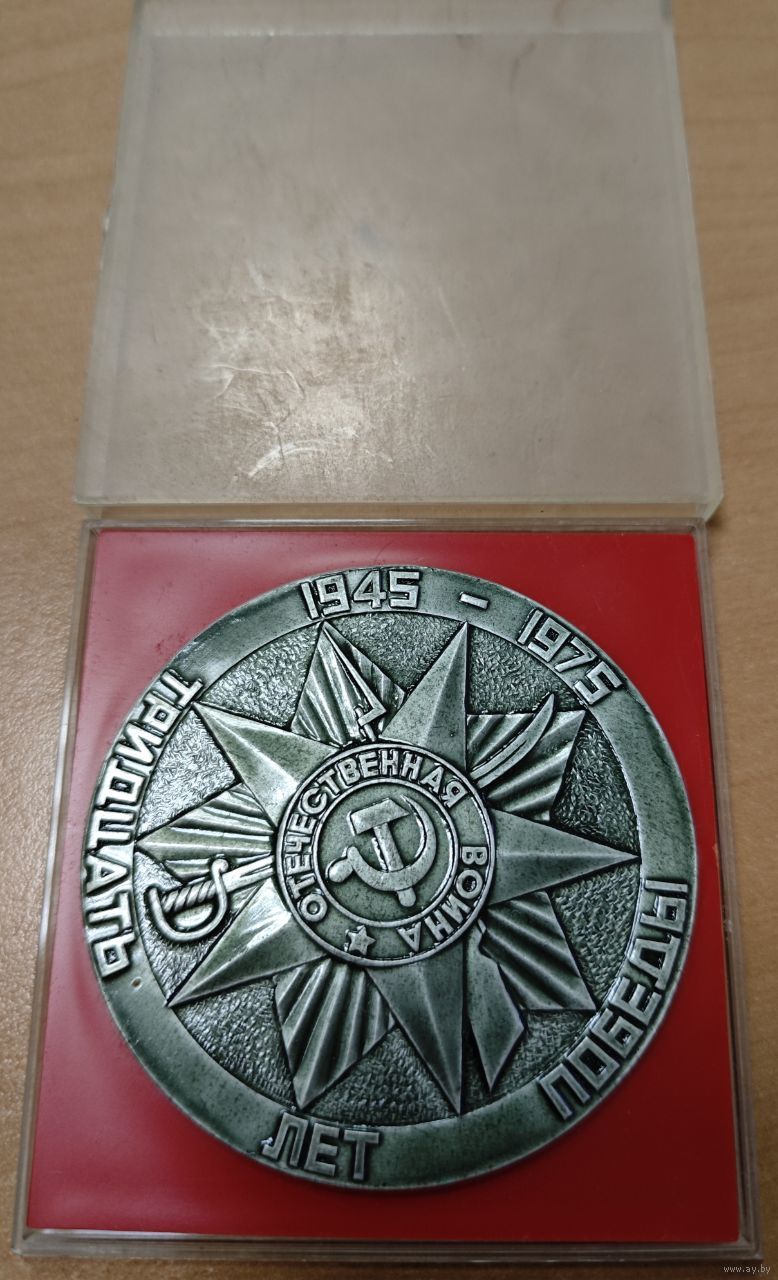 1945 - 1975
ТРИДЦАТЬ
ЛЕТ
ПОБЕДЫ
ОТЕЧЕСТВЕННАЯ
ВОЙНА
www.ay.by